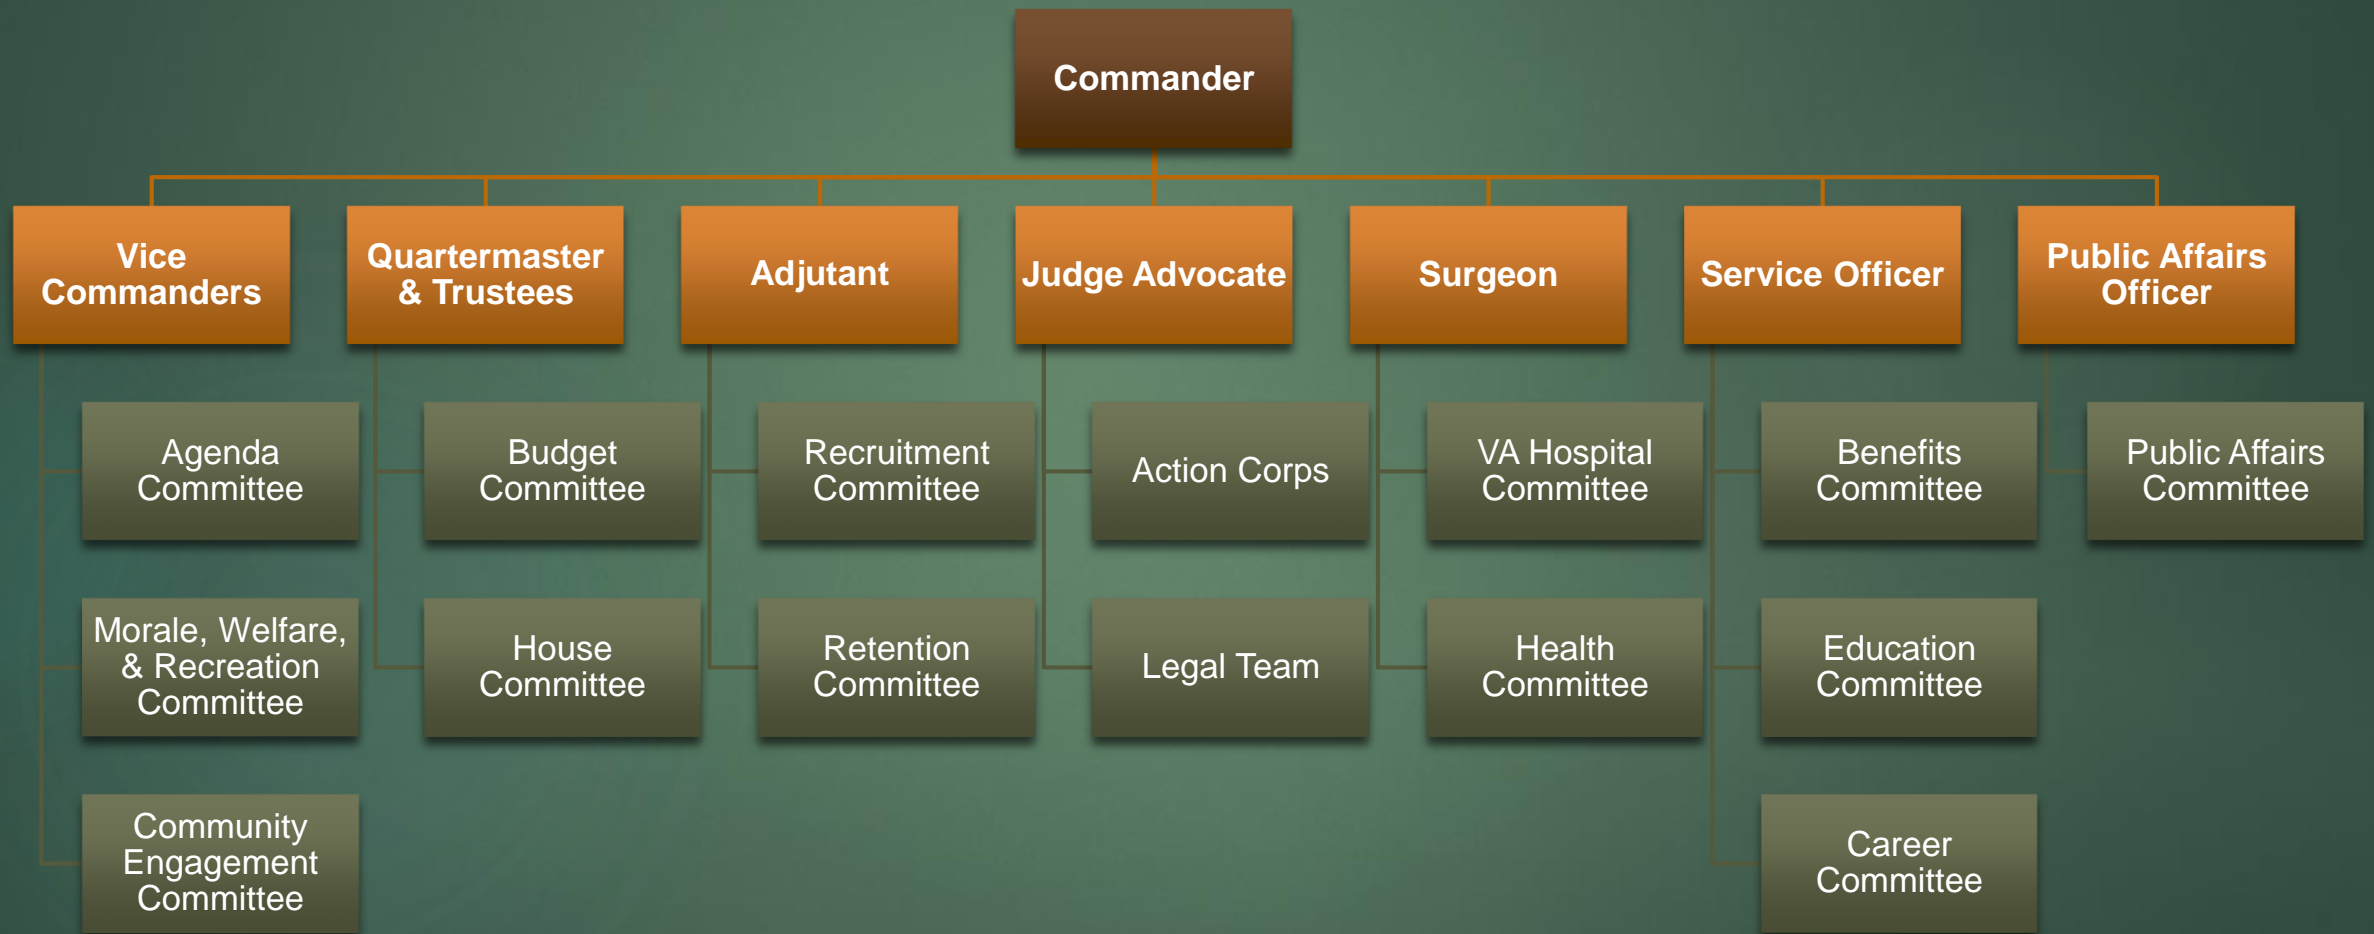 Commander
Vice
Commanders
Quartermaster
& Trustees
Adjutant
Judge Advocate
Surgeon
Service Officer
Public Affairs
Officer
Agenda
Committee
Budget
Committee
Recruitment
Committee
Action Corps
VA Hospital
Committee
Benefits
Committee
Public Affairs
Committee
Morale, Welfare,
& Recreation
Committee
House
Committee
Retention
Committee
Legal Team
Health
Committee
Education
Committee
Community
Engagement
Committee
Career
Committee